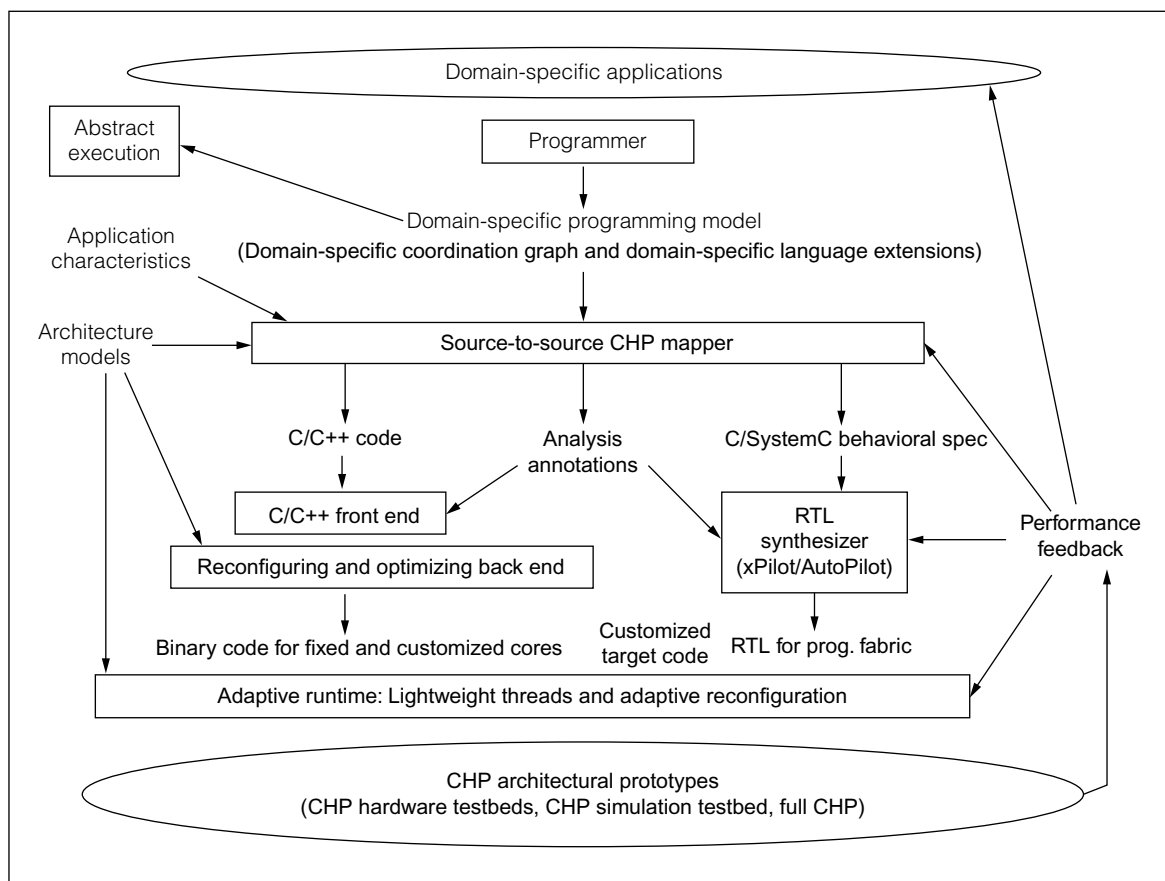 Domain-specific applications
Abstract
execution
Programmer
Domain-specific programming model
(Domain-specific coordination graph and domain-specific language extensions)
Application
characteristics
Architecture
models
Source-to-source CHP mapper
C/C++ code
Analysis
annotations
C/SystemC behavioral spec
C/C++ front end
RTL
synthesizer
(xPilot/AutoPilot)
Performance
feedback
Reconfiguring and optimizing back end
Binary code for fixed and customized cores
Customized
target code
RTL for prog. fabric
Adaptive runtime: Lightweight threads and adaptive reconfiguration
CHP architectural prototypes
(CHP hardware testbeds, CHP simulation testbed, full CHP)